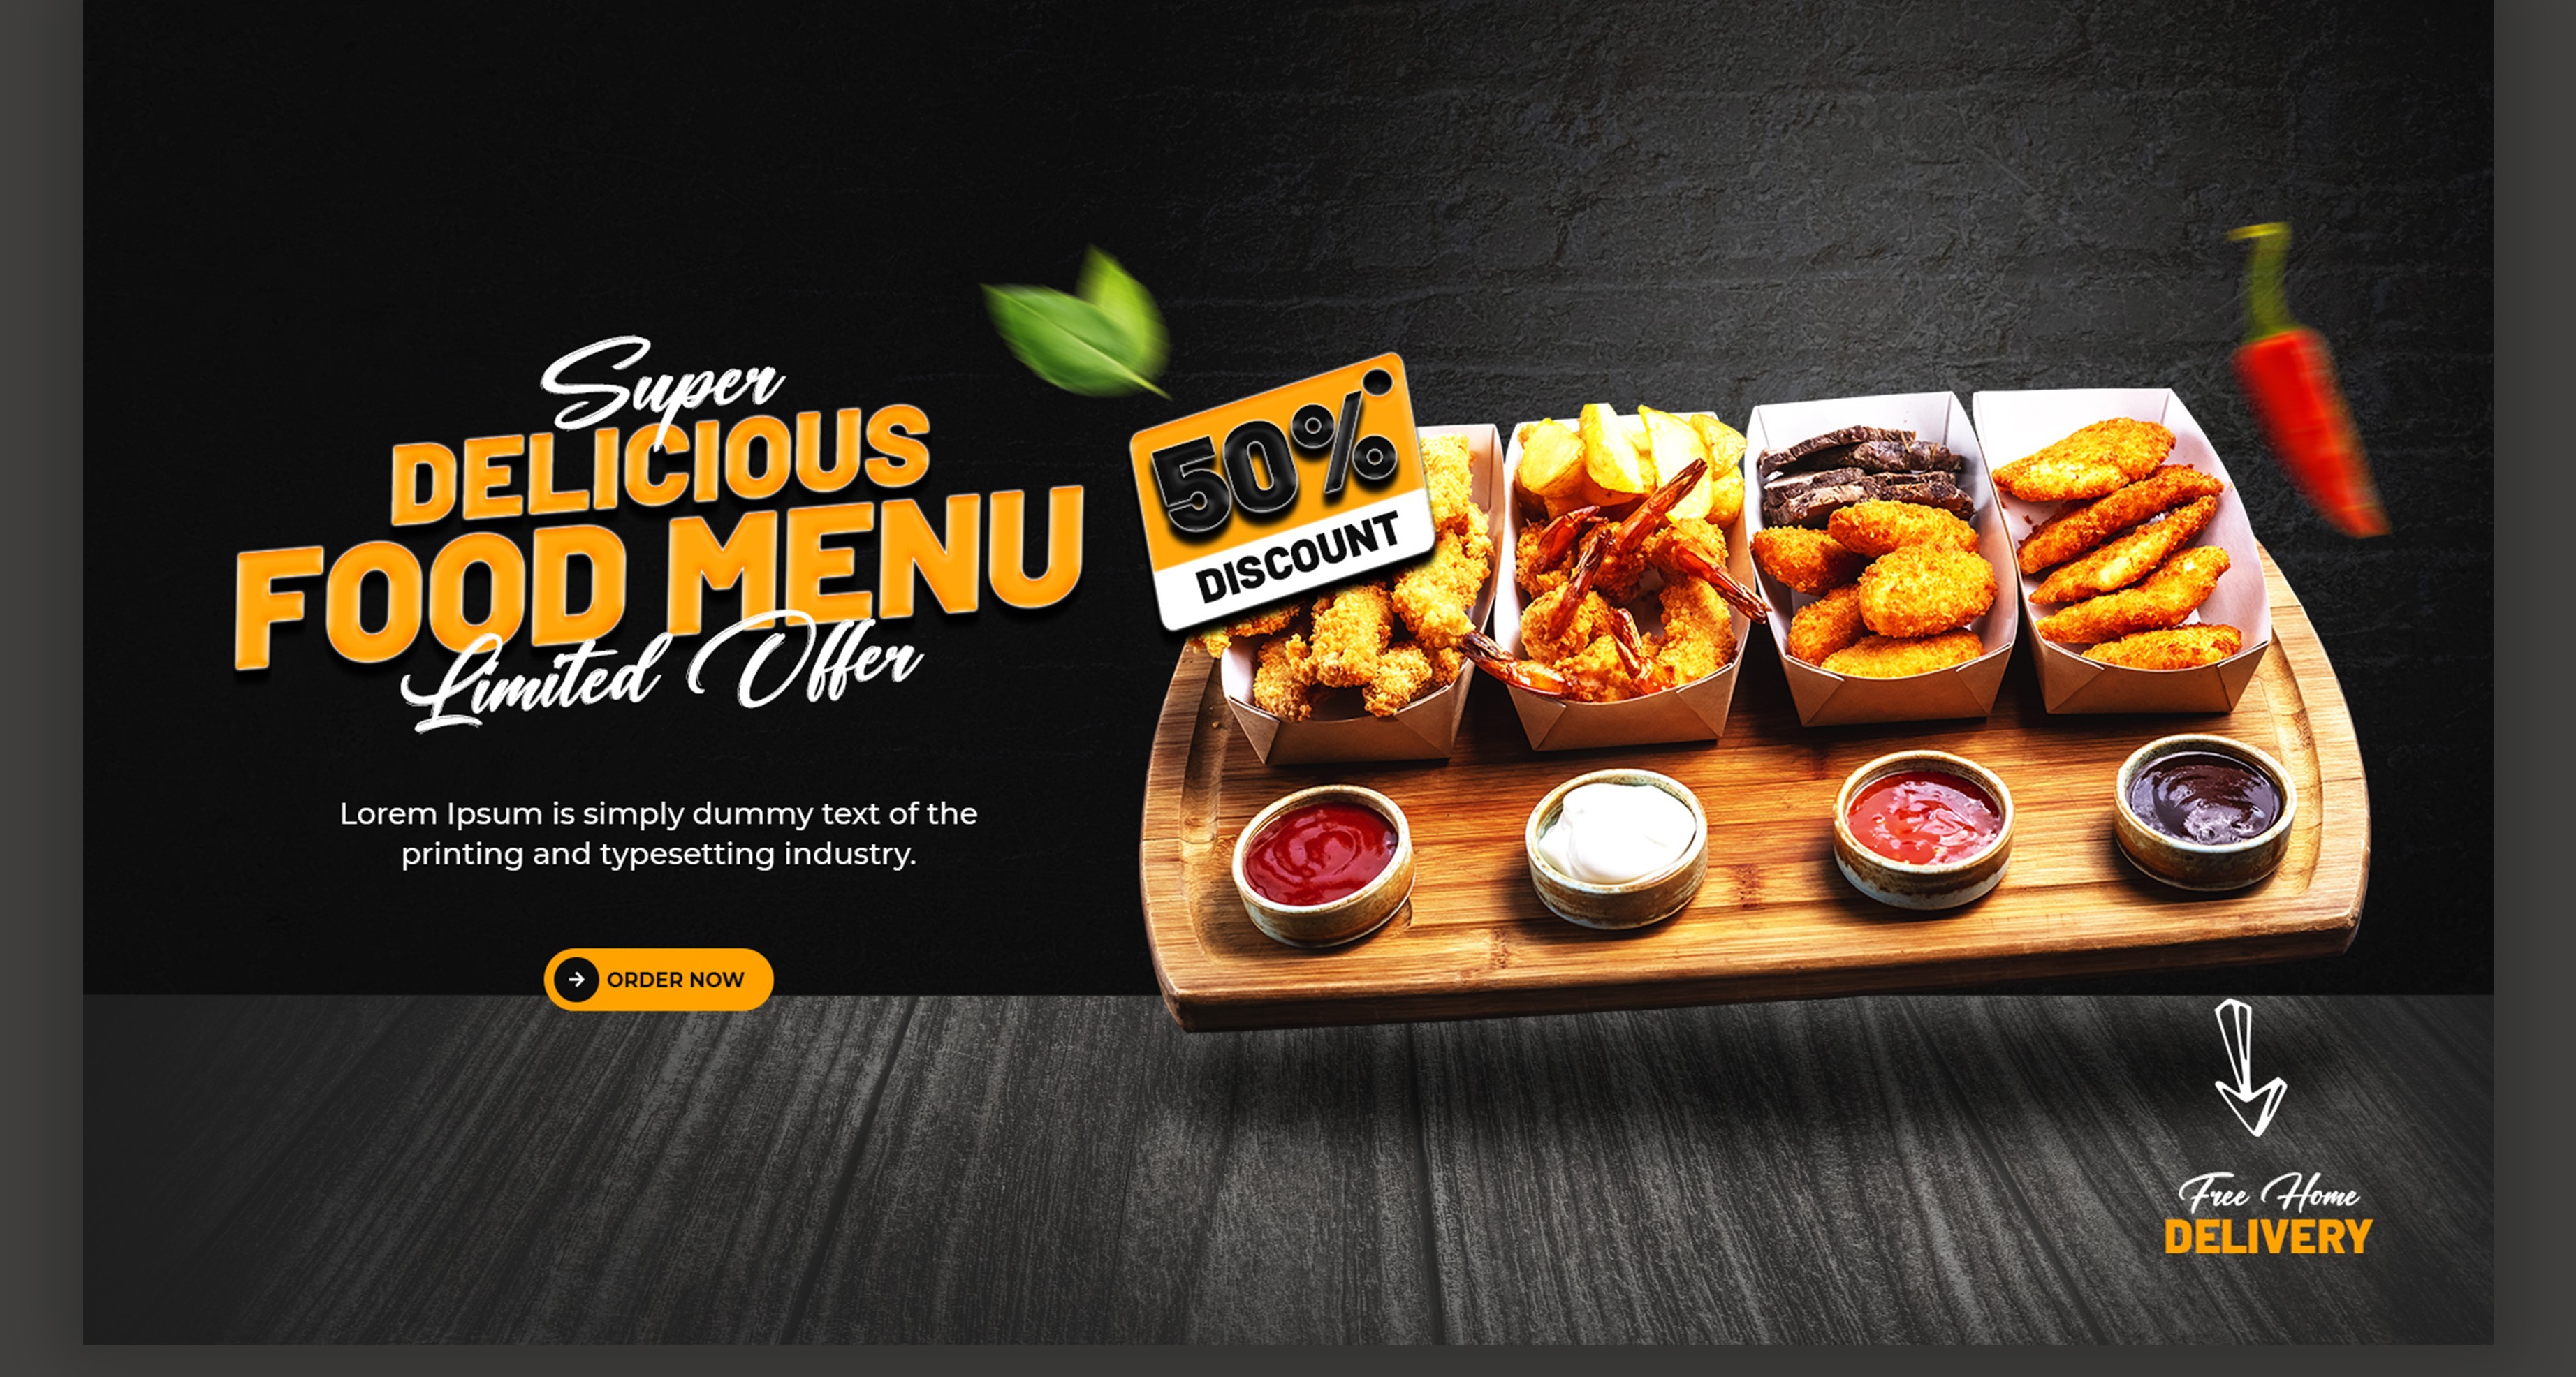 Super
DELICIOUS
FOOD MENU
Limited Offer
50%
DISCOUNT
Lorem Ipsum is simply dummy text of the
printing and typesetting industry.
ORDER NOW
Free Home
DELIVERY